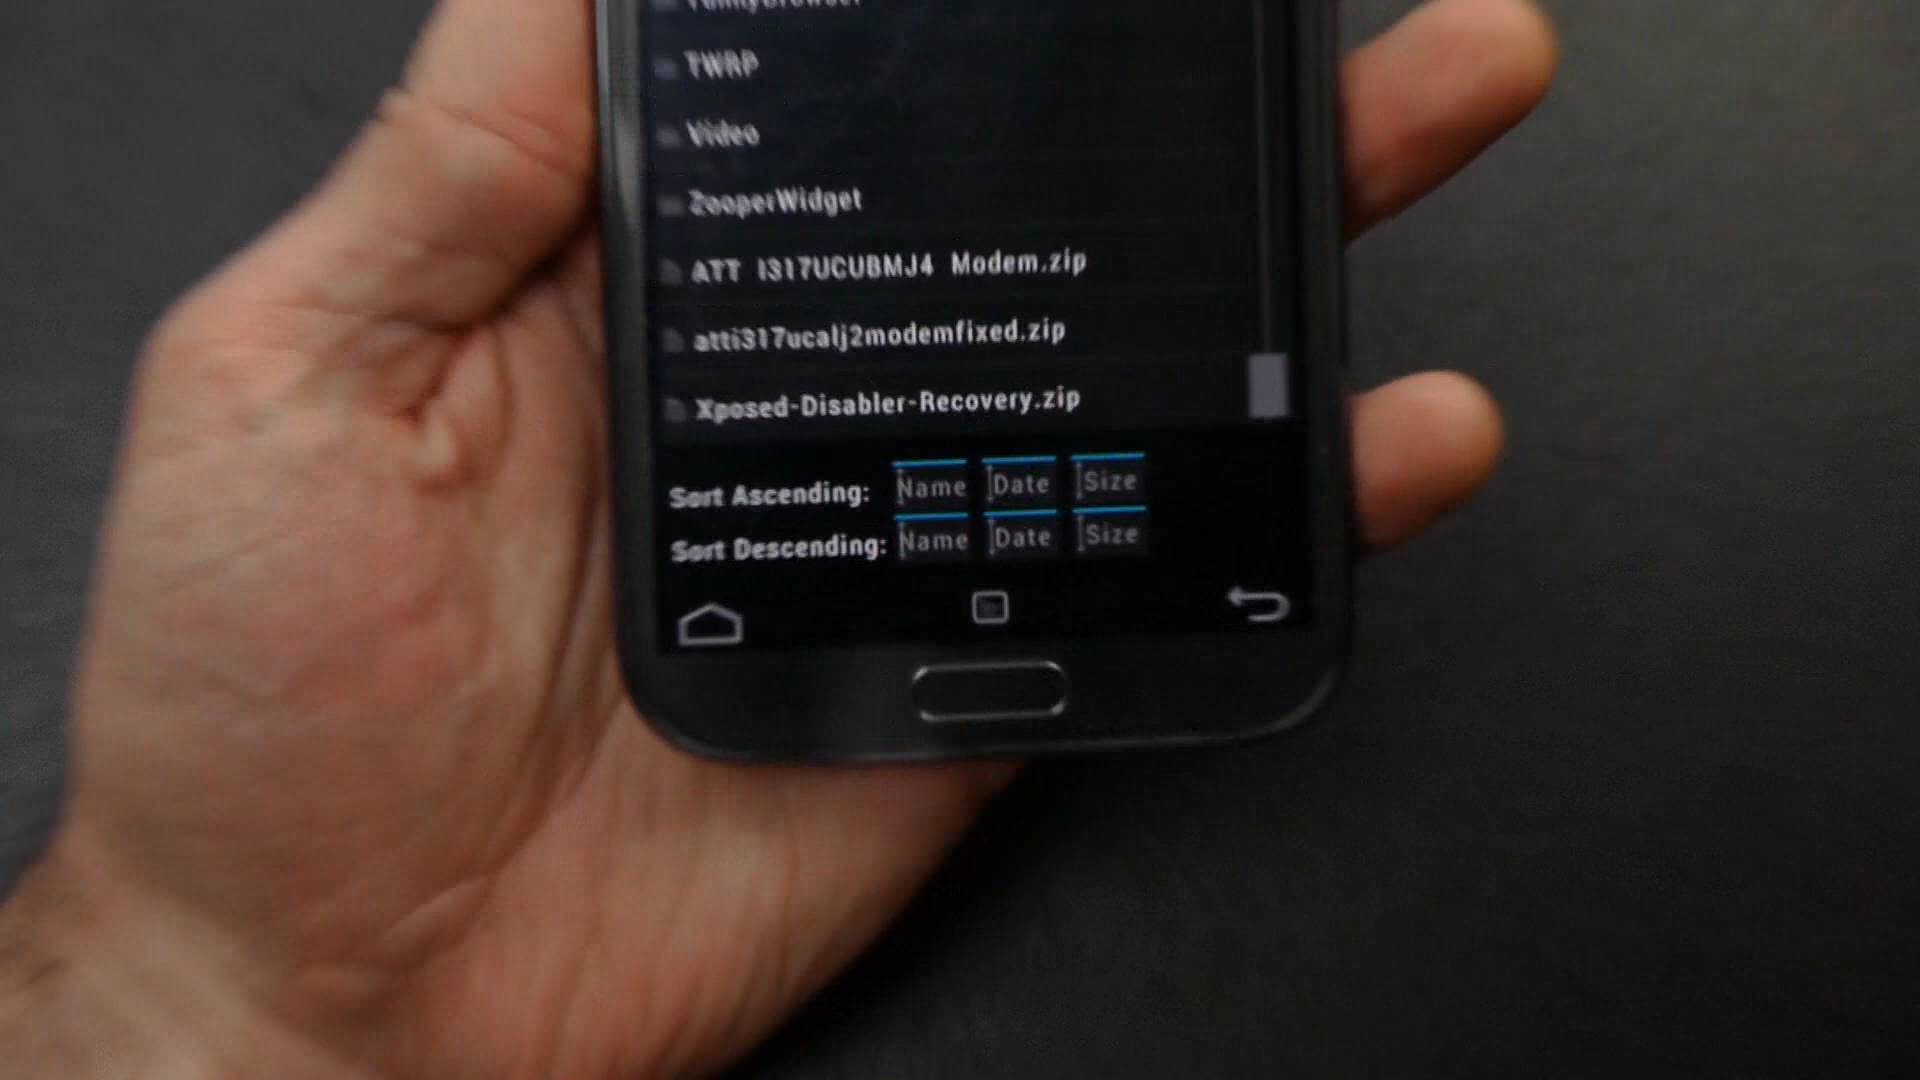 TWRP
Video
ZooperWidget
ATT I317UCUBMJ4 Modem.zip
atti317ucalj2modemfixed.zip
Xposed-Disabler-Recovery.zip
Sort Ascending: Name Date Size
Sort Descending: Name Date Size